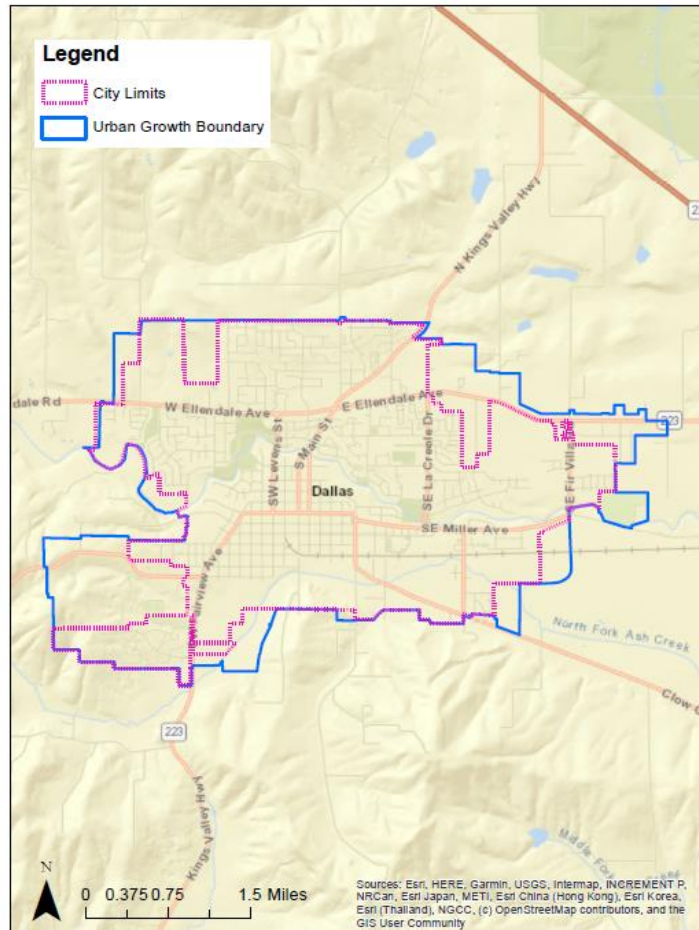 Legend
City Limits
Urban Growth Boundary
N Kings Valley Hwy
dale Rd
W Ellendale Ave
E Ellendale Ave
223
SW Levens St
S Main St
SE La Creole Dr
SE Fir Villa
Dallas
SE Miller Ave
Fairview Ave
North Fork Ash Creek
Clow C
223
Kings Valley Hwy
Middle Fork
N
0 0.375 0.75 1.5 Miles
Sources: Esri, HERE, Garmin, USGS, Intermap, INCREMENT P,
NRCan, Esri Japan, METI, Esri China (Hong Kong), Esri Korea,
Esri (Thailand), NGCC, (c) OpenStreetMap contributors, and the
GIS User Community